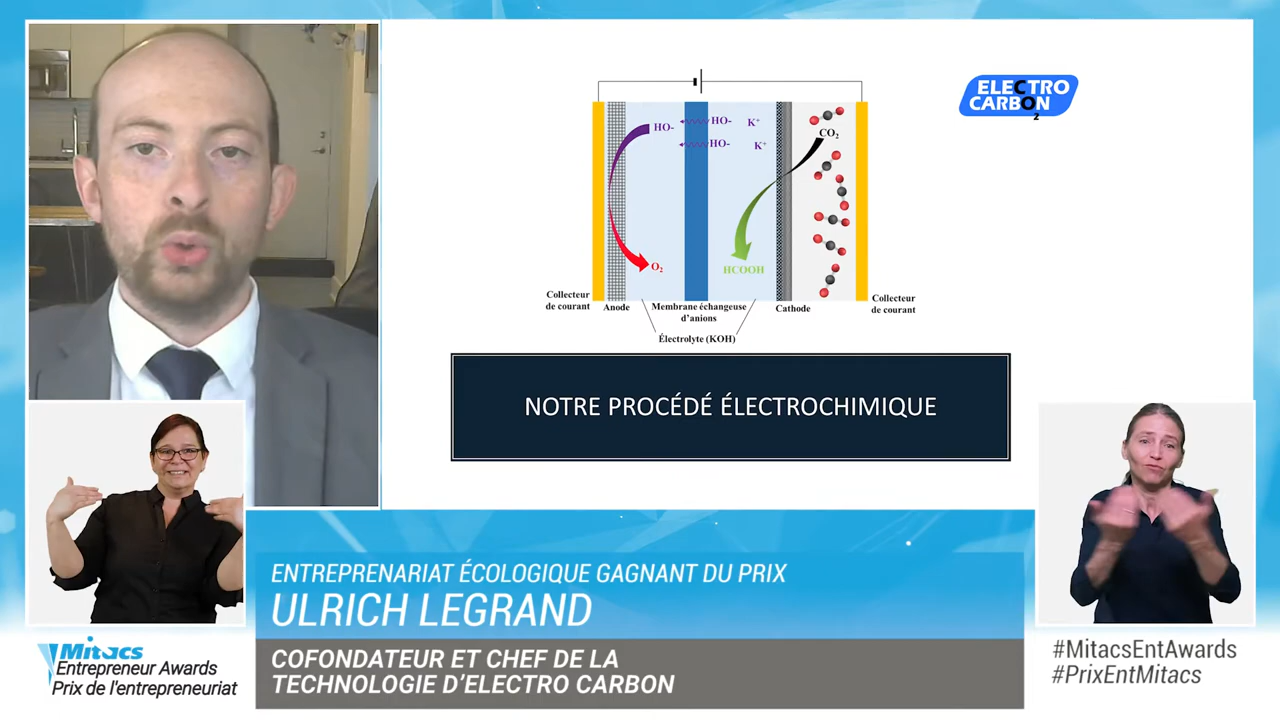 ELECTRO
CARBON
2
HO-
HO-
K+
HO-
K+
CO2
O2
HCOOH
Collecteur
de courant
Anode
Membrane échangeuse
d'anions
Cathode
Collecteur
de courant
Électrolyte (KOH)
NOTRE PROCÉDÉ ÉLECTROCHIMIQUE
ENTREPRENARIAT ÉCOLOGIQUE GAGNANT DU PRIX
ULRICH LEGRAND
COFONDATEUR ET CHEF DE LA
TECHNOLOGIE D'ELECTRO CARBON
Mitacs
Entrepreneur Awards
Prix de l'entrepreneuriat
#MitacsEntAwards
#PrixEntMitacs